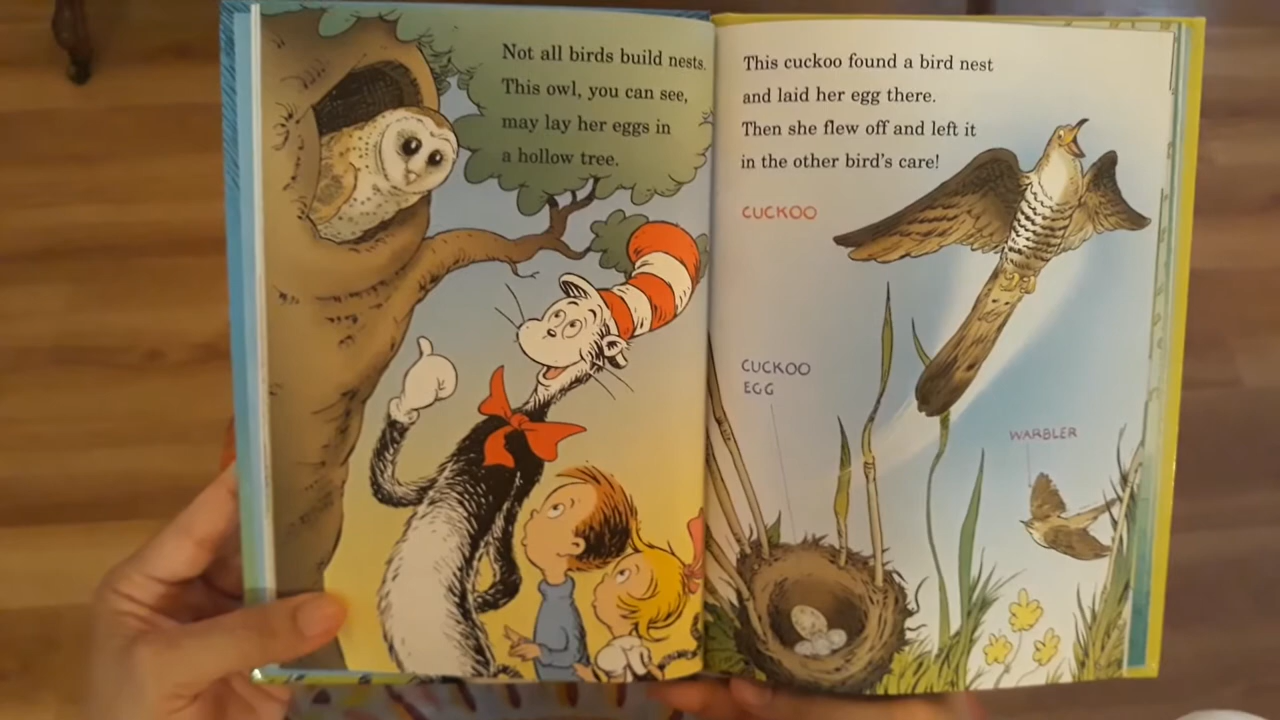 Not all birds build nests.
This owl, you can see,
may lay her eggs in
a hollow tree.
This cuckoo found a bird nest
and laid her egg there.
Then she flew off and left it
in the other bird's care!
CUCKOO
CUCKOO
EGG
WARBLER